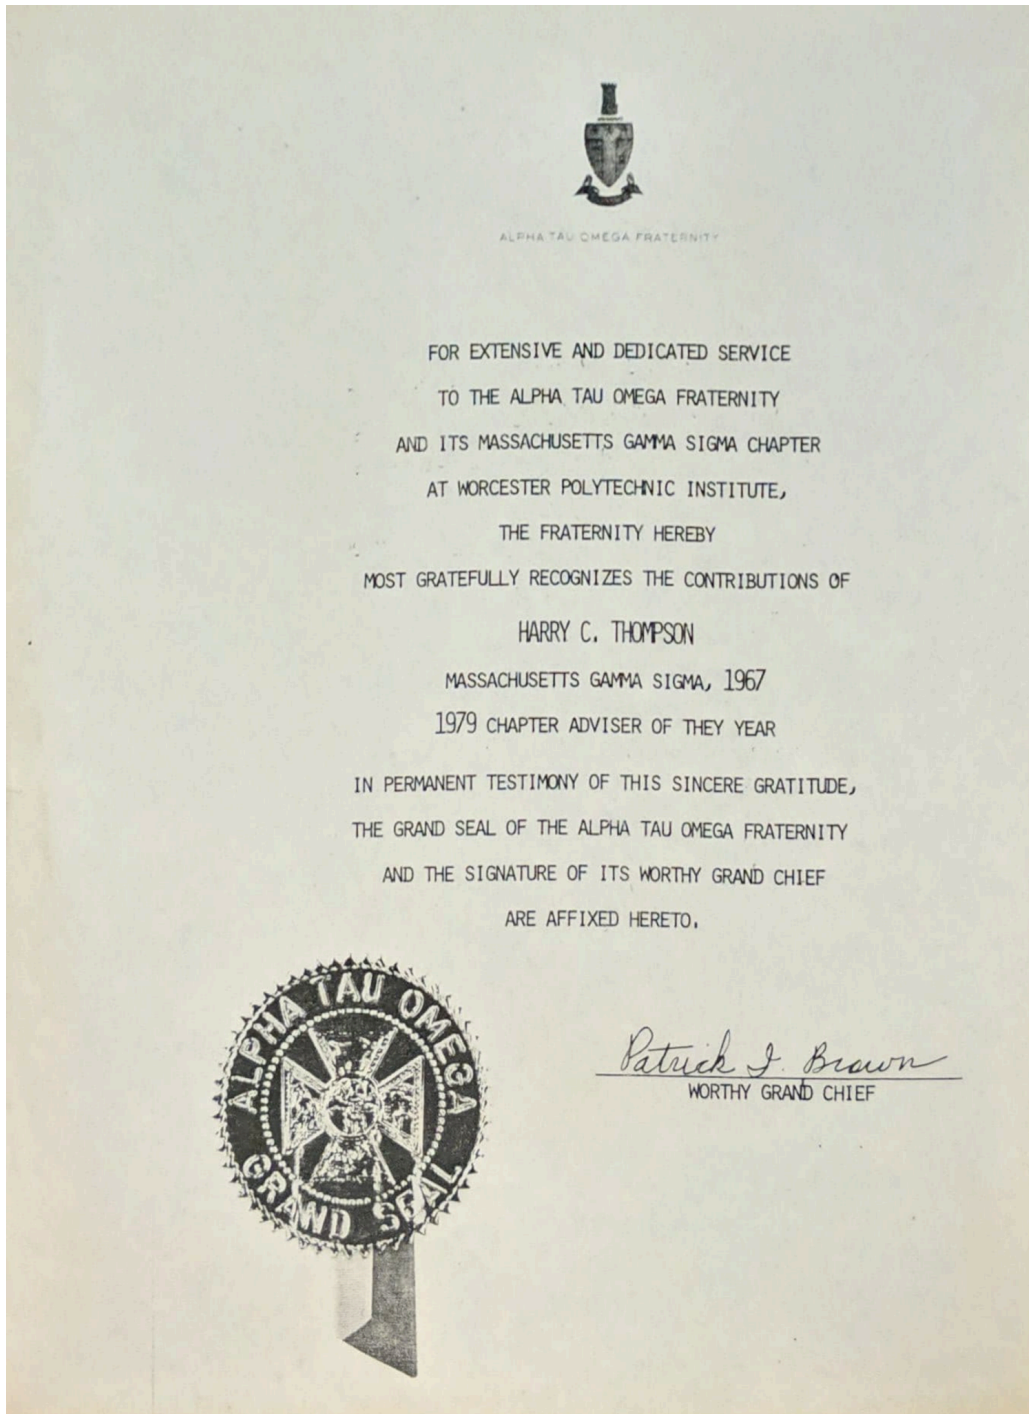 ALPHA TAU OMEGA FRATERNITY
FOR EXTENSIVE AND DEDICATED SERVICE
TO THE ALPHA TAU OMEGA FRATERNITY
AND ITS MASSACHUSETTS GAMMA SIGMA CHAPTER
AT WORCESTER POLYTECHNIC INSTITUTE,
THE FRATERNITY HEREBY
MOST GRATEFULLY RECOGNIZES THE CONTRIBUTIONS OF
HARRY C. THOMPSON
MASSACHUSETTS GAMMA SIGMA, 1967
1979 CHAPTER ADVISER OF THEY YEAR
IN PERMANENT TESTIMONY OF THIS SINCERE GRATITUDE,
THE GRAND SEAL OF THE ALPHA TAU OMEGA FRATERNITY
AND THE SIGNATURE OF ITS WORTHY GRAND CHIEF
ARE AFFIXED HERETO.
ALPHA TAU OMEGA
GRAND SEAL
Patrick I. Brown
WORTHY GRAND CHIEF